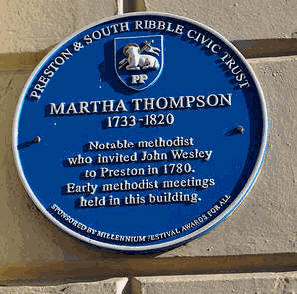 PRESTON & SOUTH RIBBLE CIVIC TRUST
PP
MARTHA THOMPSON
1733-1820
Notable methodist
who invited John Wesley
to Preston in 1780.
Early methodist meetings
held in this building.
SPONSORED BY MILLENNIUM FESTIVAL AWARDS FOR ALL